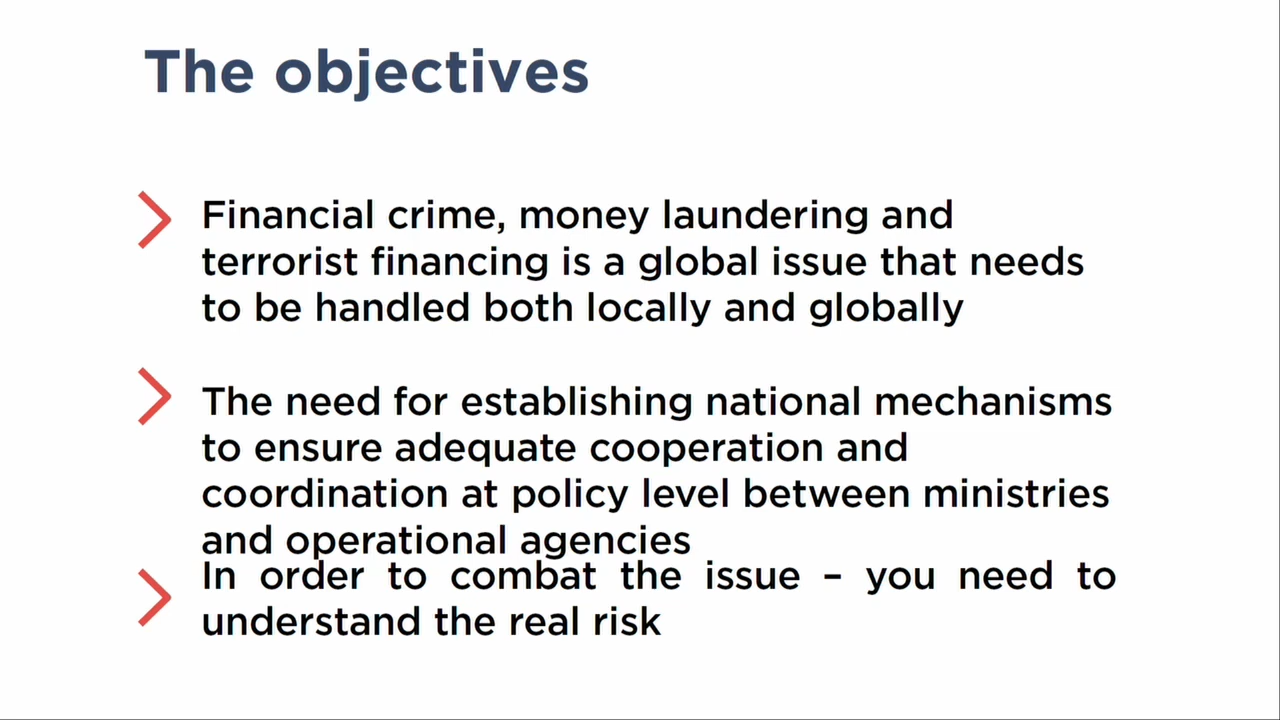 The objectives
Financial crime, money laundering and
terrorist financing is a global issue that needs
to be handled both locally and globally
The need for establishing national mechanisms
to ensure adequate cooperation and
coordination at policy level between ministries
and operational agencies
In order to combat the issue – you need to
understand the real risk